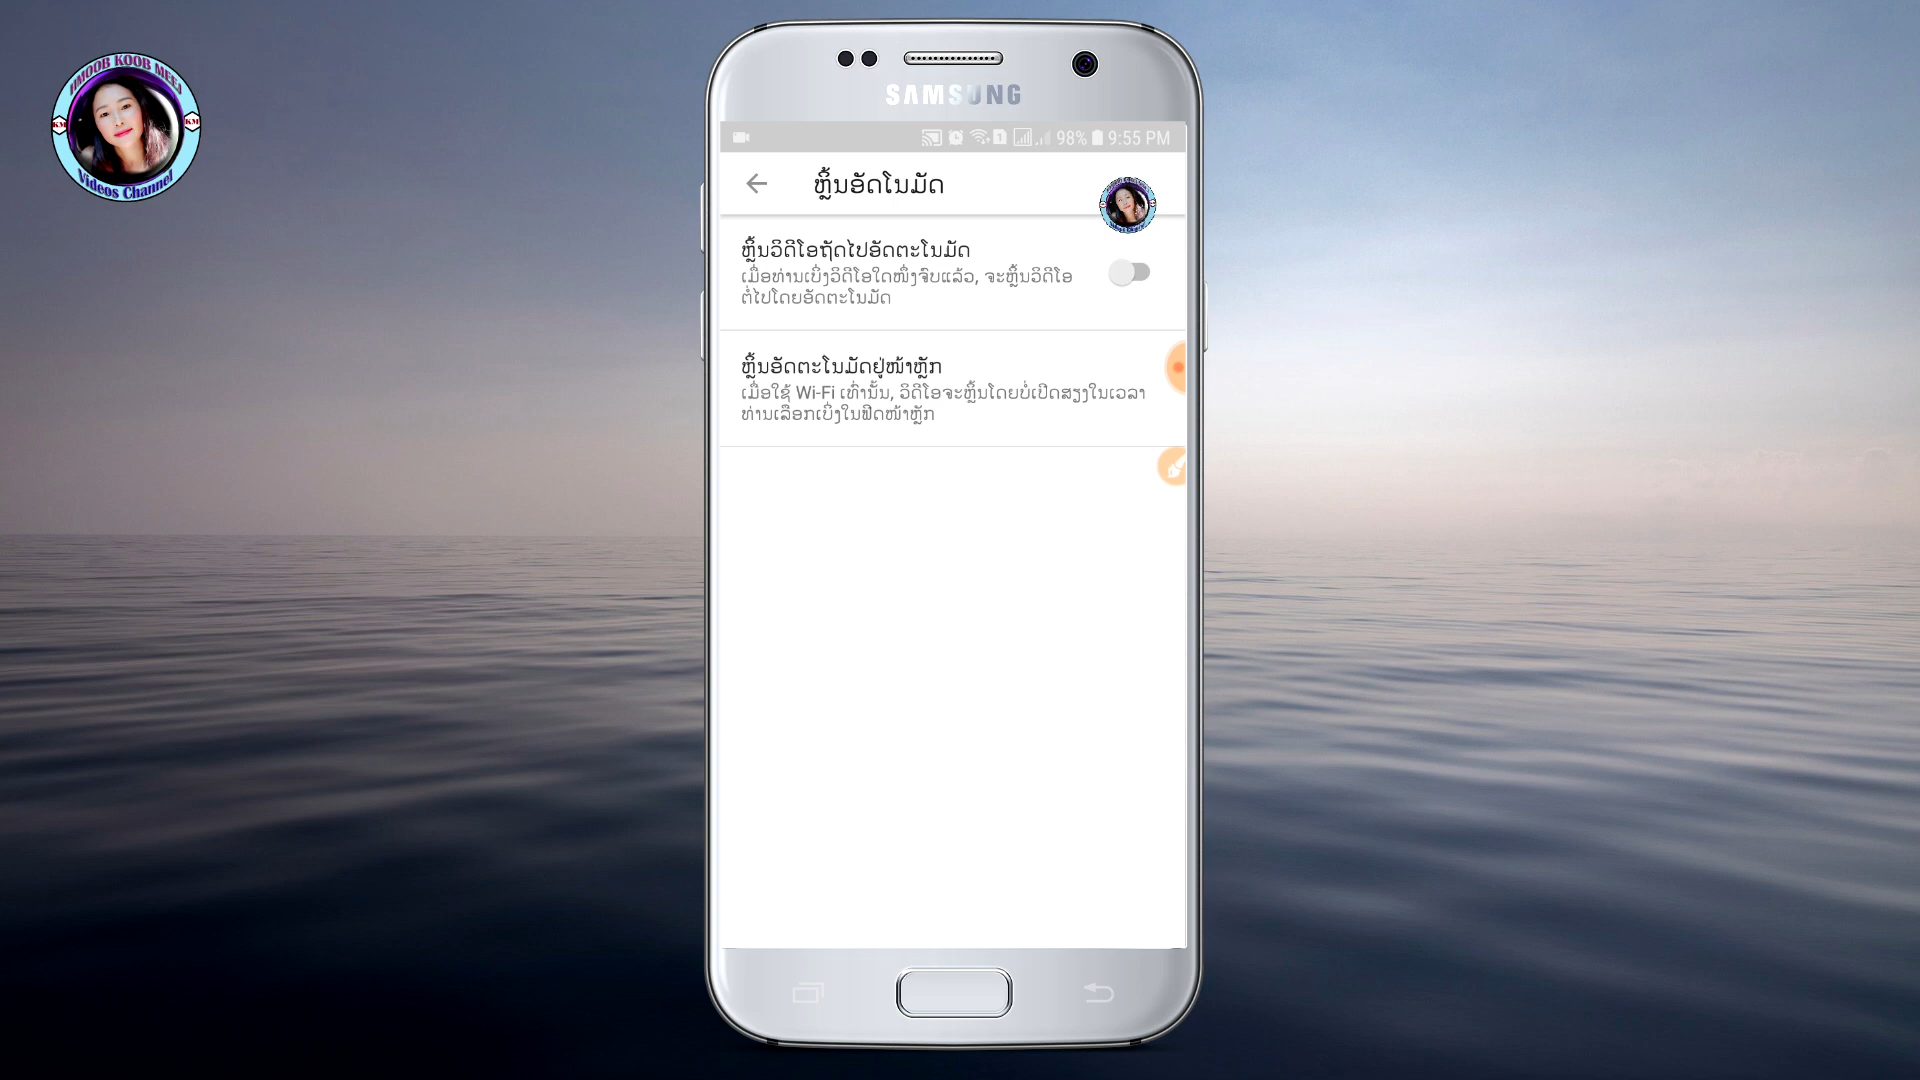 HMOOB KOOB MEEJ
KM
KM
Videos Channel
SAMSUNG
98% 9:55 PM
ຫຼິ້ນອັດໂນມັດ
ຫຼິ້ນວິດີໂອຖັດໄປອັດຕະໂນມັດ
ເມື່ອທ່ານເບິ່ງວິດີໂອໃດໜຶ່ງຈົບແລ້ວ, ຈະຫຼິ້ນວິດີໂອ
ຕໍ່ໄປໂດຍອັດຕະໂນມັດ
ຫຼິ້ນອັດຕະໂນມັດຢູ່ໜ້າຫຼັກ
ເມື່ອໃຊ້ Wi-Fi ເທົ່ານັ້ນ, ວິດີໂອຈະຫຼິ້ນໂດຍບໍ່ເປີດສຽງໃນເວລາ
ທ່ານເລືອກເບິ່ງໃນຟີດໜ້າຫຼັກ